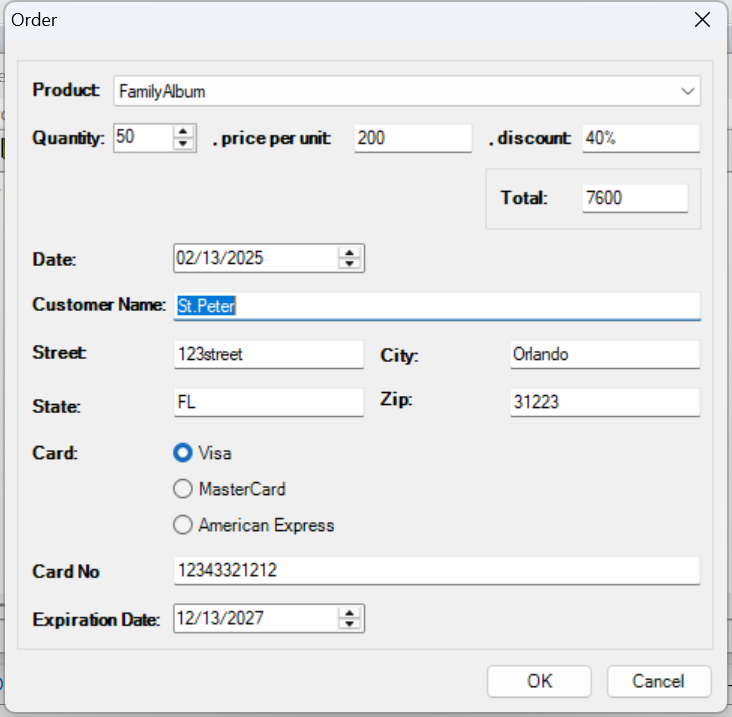 Order
Product: FamilyAlbum
Quantity: 50 , price per unit: 200 , discount: 40%
Total: 7600
Date: 02/13/2025
Customer Name: St.Peter
Street: 123street City: Orlando
State: FL Zip: 31223
Card: Visa
MasterCard
American Express
Card No 12343321212
Expiration Date: 12/13/2027
OK Cancel